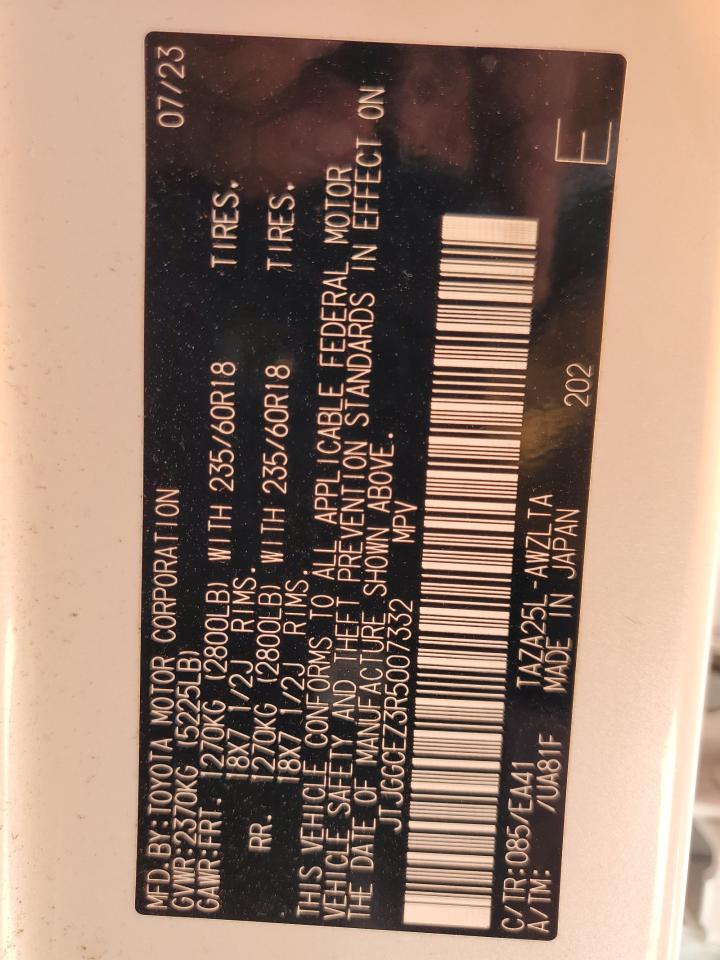 MFD.BY:TOYOTA MOTOR CORPORATION 07/23
GVWR:2370KG (5225LB)
GAWR:FRT. 1270KG (2800LB) WITH 235/60R18 TIRES.
18X7 1/2J RIMS.
RR. 1270KG (2800LB) WITH 235/60R18 TIRES.
18X7 1/2J RIMS.
THIS VEHICLE CONFORMS TO ALL APPLICABLE FEDERAL MOTOR
VEHICLE SAFETY AND THEFT PREVENTION STANDARDS IN EFFECT ON
THE DATE OF MANUFACTURE SHOWN ABOVE.
JTJGGCEZ3R5007332 MPV
C/TR:085/EA41 TAZA25L-AWZLTA
A/TM: /UA81F MADE IN JAPAN 202 E